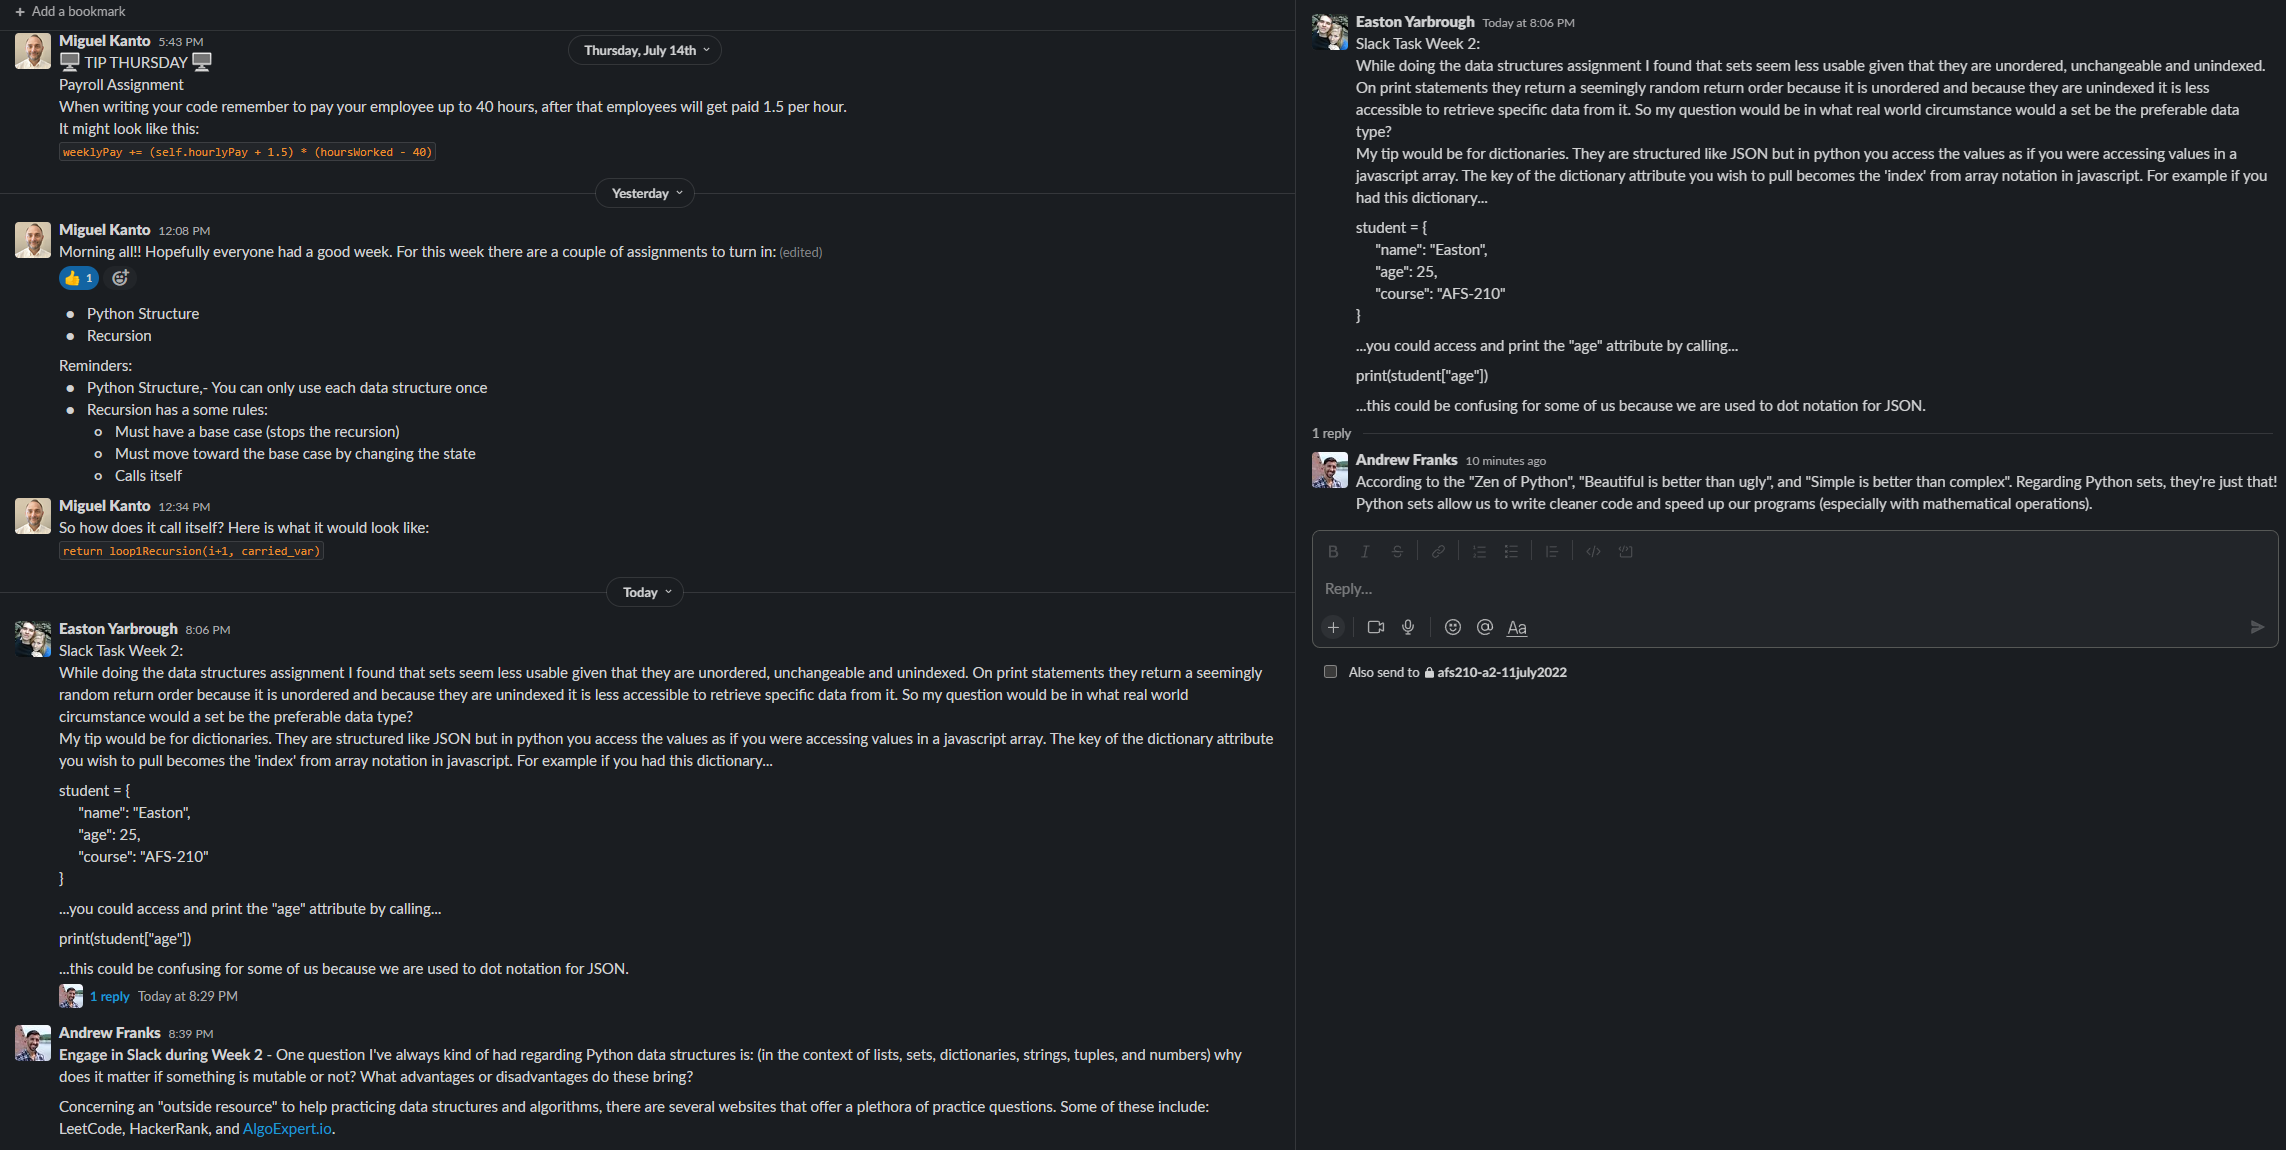 + Add a bookmark
Miguel Kanto 5:43 PM
Thursday, July 14th
TIP THURSDAY
Payroll Assignment
When writing your code remember to pay your employee up to 40 hours, after that employees will get paid 1.5 per hour.
It might look like this:
weeklyPay += (self.hourlyPay + 1.5) * (hoursWorked - 40)
Yesterday
Miguel Kanto 12:08 PM
Morning all!! Hopefully everyone had a good week. For this week there are a couple of assignments to turn in: (edited)
1
• Python Structure
• Recursion
Reminders:
• Python Structure,- You can only use each data structure once
• Recursion has a some rules:
o Must have a base case (stops the recursion)
o Must move toward the base case by changing the state
o Calls itself
Miguel Kanto 12:34 PM
So how does it call itself? Here is what it would look like:
return loop1Recursion(i+1, carried_var)
Today
Easton Yarbrough 8:06 PM
Slack Task Week 2:
While doing the data structures assignment I found that sets seem less usable given that they are unordered, unchangeable and unindexed. On print statements they return a seemingly
random return order because it is unordered and because they are unindexed it is less accessible to retrieve specific data from it. So my question would be in what real world
circumstance would a set be the preferable data type?
My tip would be for dictionaries. They are structured like JSON but in python you access the values as if you were accessing values in a javascript array. The key of the dictionary attribute
you wish to pull becomes the 'index' from array notation in javascript. For example if you had this dictionary...
student = {
"name": "Easton",
"age": 25,
"course": "AFS-210"
}
...you could access and print the "age" attribute by calling...
print(student["age"])
...this could be confusing for some of us because we are used to dot notation for JSON.
1 reply Today at 8:29 PM
Andrew Franks 8:39 PM
Engage in Slack during Week 2 - One question I've always kind of had regarding Python data structures is: (in the context of lists, sets, dictionaries, strings, tuples, and numbers) why
does it matter if something is mutable or not? What advantages or disadvantages do these bring?
Concerning an "outside resource" to help practicing data structures and algorithms, there are several websites that offer a plethora of practice questions. Some of these include:
LeetCode, HackerRank, and AlgoExpert.io.
Easton Yarbrough Today at 8:06 PM
Slack Task Week 2:
While doing the data structures assignment I found that sets seem less usable given that they are unordered, unchangeable and unindexed.
On print statements they return a seemingly random return order because it is unordered and because they are unindexed it is less
accessible to retrieve specific data from it. So my question would be in what real world circumstance would a set be the preferable data
type?
My tip would be for dictionaries. They are structured like JSON but in python you access the values as if you were accessing values in a
javascript array. The key of the dictionary attribute you wish to pull becomes the 'index' from array notation in javascript. For example if you
had this dictionary...
student = {
"name": "Easton",
"age": 25,
"course": "AFS-210"
}
...you could access and print the "age" attribute by calling...
print(student["age"])
...this could be confusing for some of us because we are used to dot notation for JSON.
1 reply
Andrew Franks 10 minutes ago
According to the "Zen of Python", "Beautiful is better than ugly", and "Simple is better than complex". Regarding Python sets, they're just that!
Python sets allow us to write cleaner code and speed up our programs (especially with mathematical operations).
B I S
Reply...
+ @ Aa
Also send to afs210-a2-11july2022